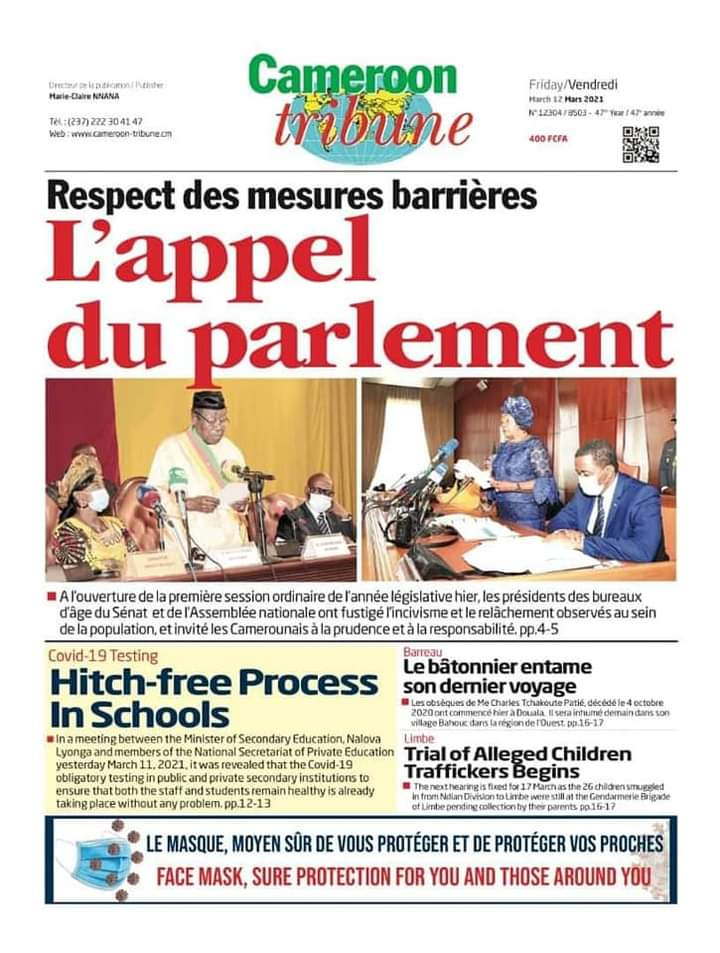 Directeur de la publication / Publisher
Marie-Claire NNANA
Tél. : (237) 222 30 41 47
Web : www.cameroon-tribune.cm
Cameroon
tribune
Friday/Vendredi
March 12 Mars 2021
N° 12304 / 8503 - 47th Year / 47e année
400 FCFA
Respect des mesures barrières
L'appel
du parlement
A l'ouverture de la première session ordinaire de l'année législative hier, les présidents des bureaux
d'âge du Sénat et de l'Assemblée nationale ont fustigé l'incivisme et le relâchement observés au sein
de la population, et invité les Camerounais à la prudence et à la responsabilité. pp.4-5
Covid-19 Testing
Hitch-free Process
In Schools
In a meeting between the Minister of Secondary Education, Nalova
Lyonga and members of the National Secretariat of Private Education
yesterday March 11, 2021, it was revealed that the Covid-19
obligatory testing in public and private secondary institutions to
ensure that both the staff and students remain healthy is already
taking place without any problem. pp.12-13
Barreau
Le bâtonnier entame
son dernier voyage
Les obsèques de Me Charles Tchakoute Patié, décédé le 4 octobre
2020 ont commencé hier à Douala. Il sera inhumé demain dans son
village Bahouc dans la région de l'Ouest. pp.16-17
Limbe
Trial of Alleged Children
Traffickers Begins
The next hearing is fixed for 17 March as the 26 children smuggled
in from Ndian Division to Limbe were still at the Gendarmerie Brigade
of Limbe pending collection by their parents. pp.16-17
LE MASQUE, MOYEN SÛR DE VOUS PROTÉGER ET DE PROTÉGER VOS PROCHES
FACE MASK, SURE PROTECTION FOR YOU AND THOSE AROUND YOU